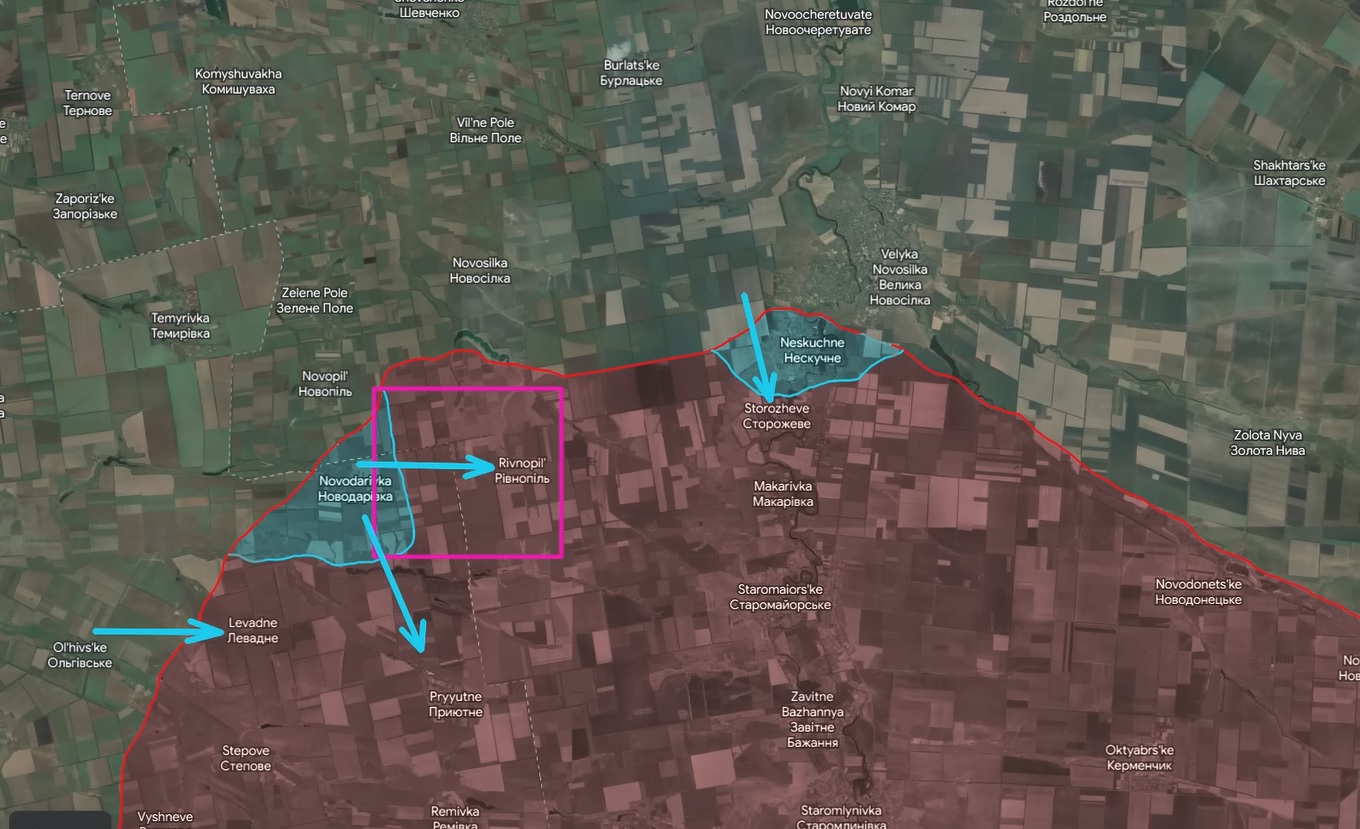 Шевченко
Rozdol'ne
Роздольне
Novoocheretuvate
Новоочеретувате
Burlats'ke
Бурлацьке
Komyshuvakha
Комишуваха
Ternove
Тернове
Novyi Komar
Новий Комар
Vil'ne Pole
Вільне Поле
Shakhtars'ke
Шахтарське
Zaporiz'ke
Запорізьке
Velyka
Novosilka
Велика
Новосілка
Novosilka
Новосілка
Zelene Pole
Зелене Поле
Temyrivka
Темирівка
Neskuchne
Нескучне
Novopil'
Новопіль
Storozheve
Сторожеве
Zolota Nyva
Золота Нива
Rivnopil'
Рівнопіль
Novodarivka
Новодарівка
Makarivka
Макарівка
Staromaiors'ke
Старомайорське
Novodonets'ke
Новодонецьке
Levadne
Левадне
Ol'hivs'ke
Ольгівське
Pryyutne
Приютне
Zavitne
Bazhannya
Завітне
Бажання
Stepove
Степове
Oktyabrs'ke
Керменчик
Vyshneve
Remivka
Ремівка
Staromlynivka
Старомлинівка